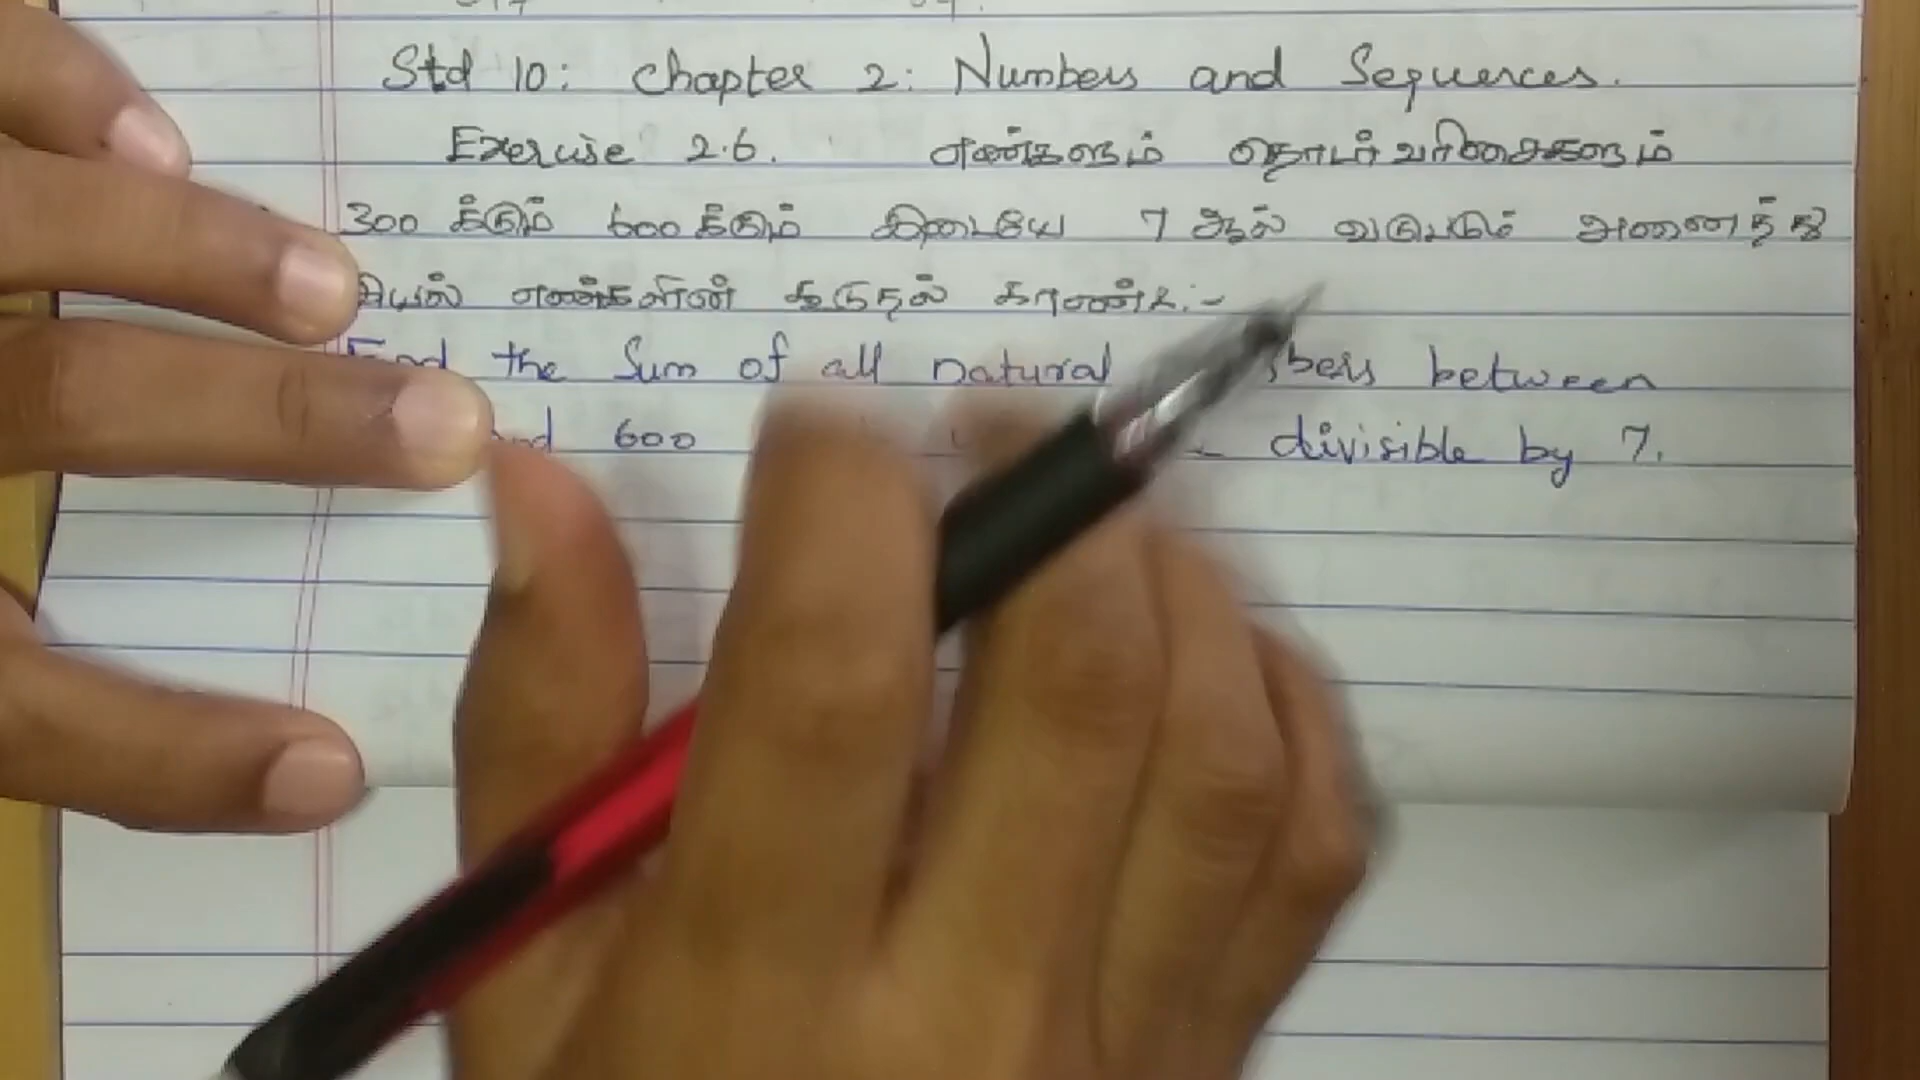 Std 10: Chapter 2: Numbers and Sequences.
Exercise 2.6. எண்களும் தொடர் வரிசைகளும்
300 க்கும் 600 க்கும் இடையே 7 ஆல் வகுபடும் அனைத்து
எண்களின் கூடுதல் காண்க:-
the Sum of all natural between
600 divisible by 7.